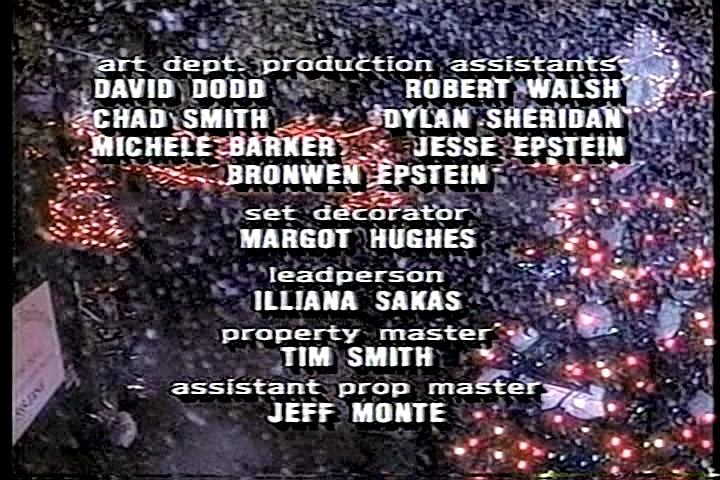 art dept. production assistants
DAVID DODD ROBERT WALSH
CHAD SMITH DYLAN SHERIDAN
MICHELE BARKER JESSE EPSTEIN
BRONWEN EPSTEIN
set decorator
MARGOT HUGHES
leadperson
ILLIANA SAKAS
property master
TIM SMITH
assistant prop master
JEFF MONTE